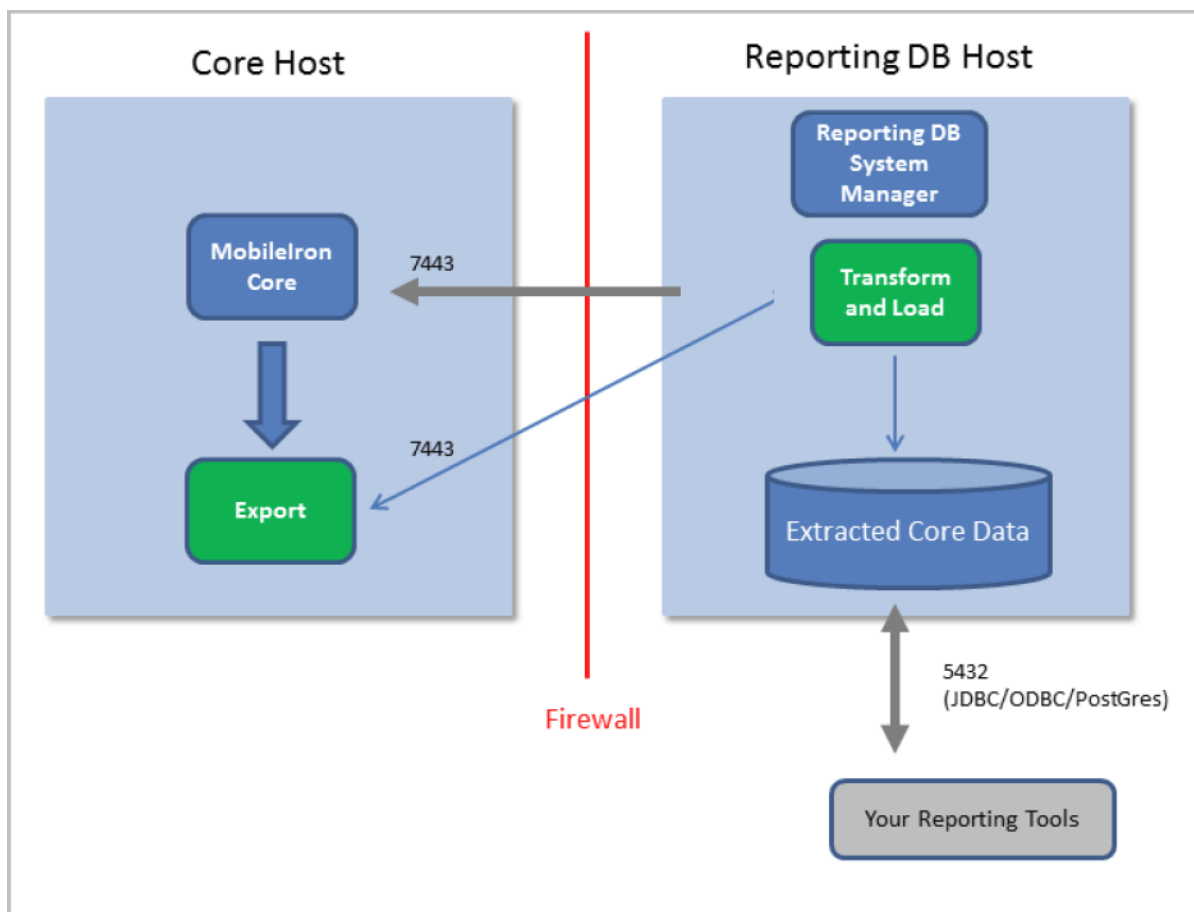 Core Host
Reporting DB Host
Reporting DB
System
Manager
MobileIron
Core
7443
Transform
and Load
7443
Export
Extracted Core Data
5432
(JDBC/ODBC/PostGres)
Firewall
Your Reporting Tools